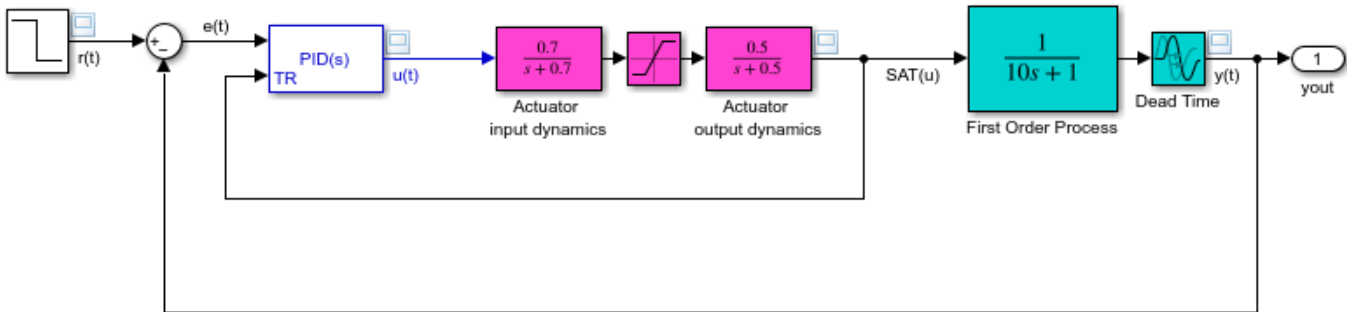 r(t)
+
−
e(t)
PID(s)
TR
u(t)
0.7
s + 0.7
Actuator
input dynamics
0.5
s + 0.5
Actuator
output dynamics
SAT(u)
1
10s + 1
First Order Process
Dead Time
y(t)
1
yout